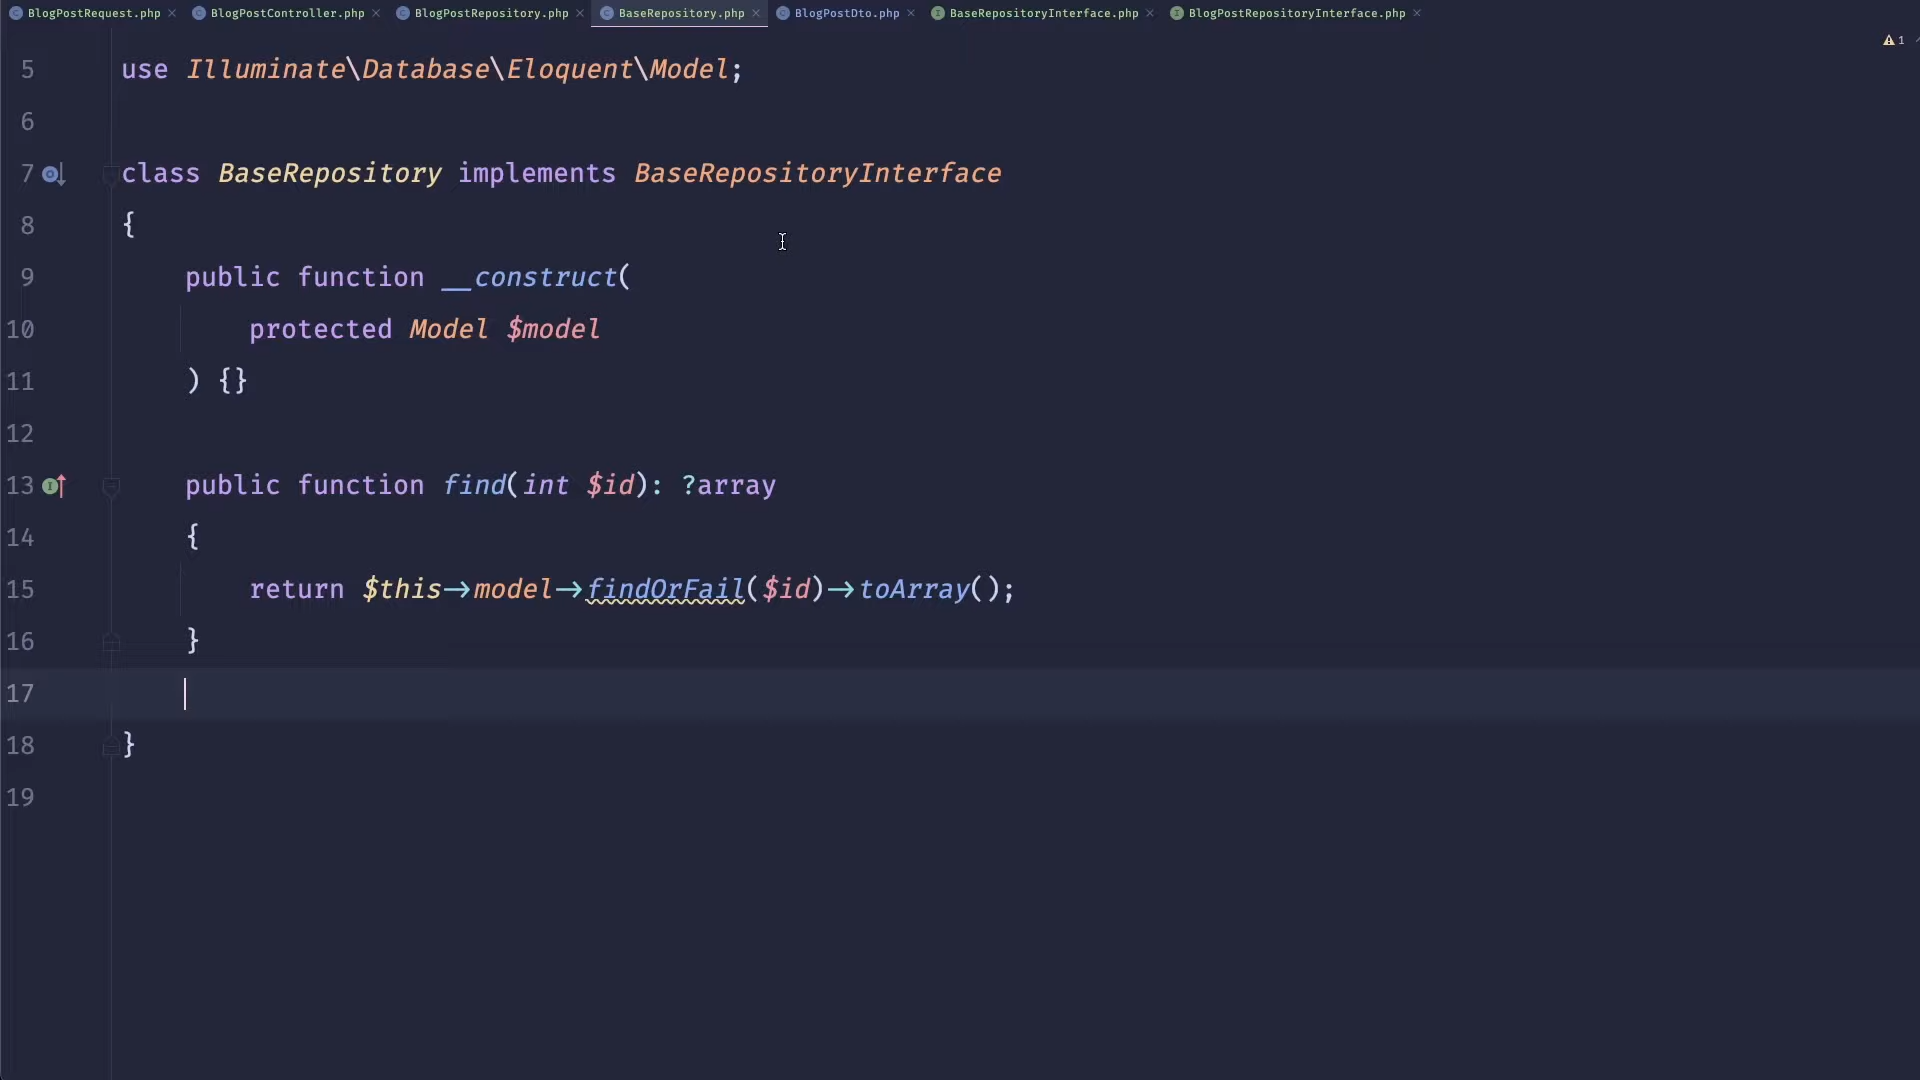 BlogPostRequest.php BlogPostController.php BlogPostRepository.php BaseRepository.php BlogPostDto.php BaseRepositoryInterface.php BlogPostRepositoryInterface.php
1
5 use Illuminate\Database\Eloquent\Model;
6
7 class BaseRepository implements BaseRepositoryInterface
8 {
9 public function __construct(
10 protected Model $model
11 ) {}
12
13 public function find(int $id): ?array
14 {
15 return $this->model->findOrFail($id)->toArray();
16 }
17
18 }
19